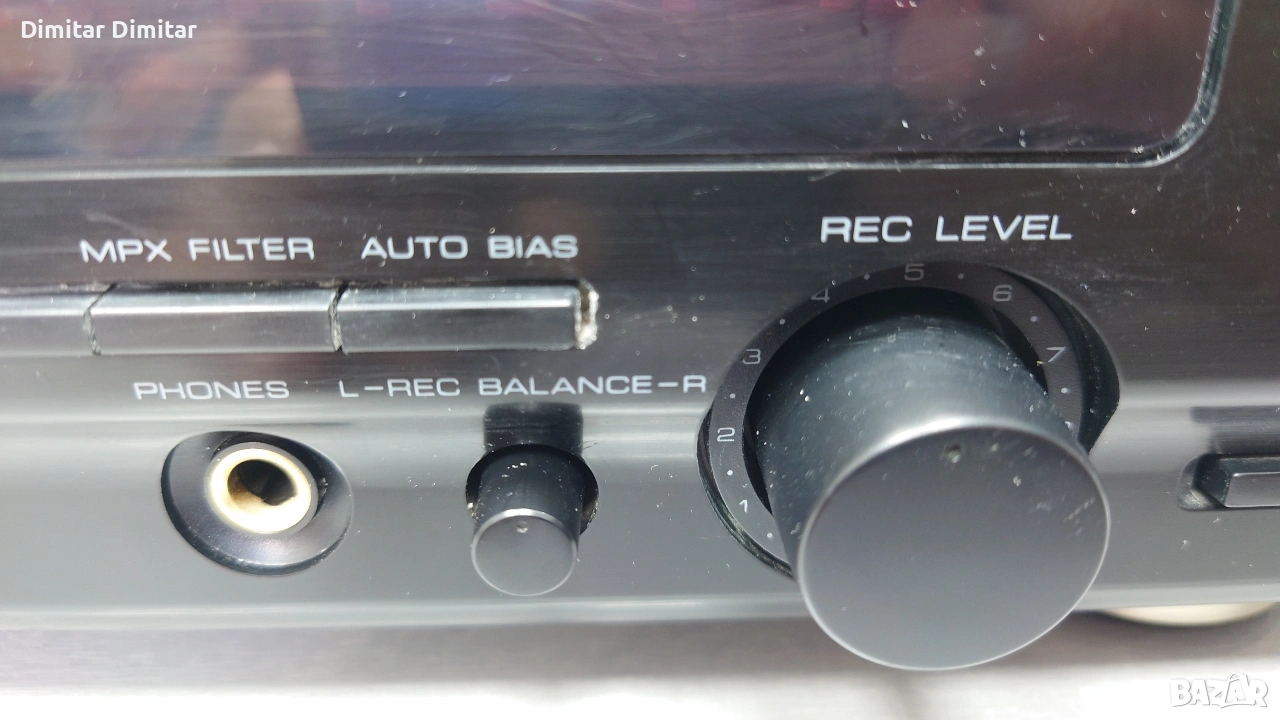 Dimitar Dimitar
MPX FILTER AUTO BIAS
REC LEVEL
PHONES L-REC BALANCE-R
1 2 3 4 5 6 7
BAZAR